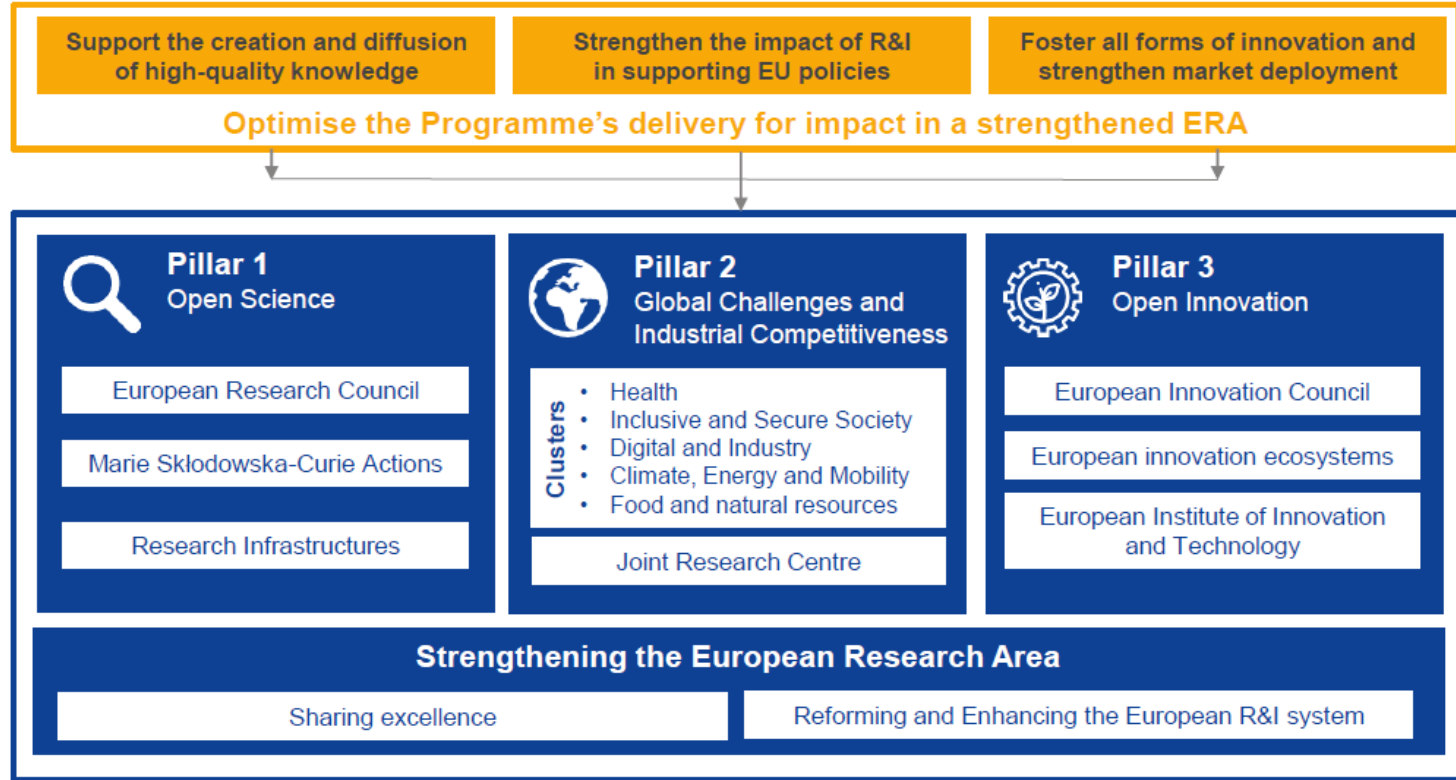 Support the creation and diffusion
of high-quality knowledge
Strengthen the impact of R&I
in supporting EU policies
Foster all forms of innovation and
strengthen market deployment
Optimise the Programme's delivery for impact in a strengthened ERA
Pillar 1
Open Science
European Research Council
Marie Skłodowska-Curie Actions
Research Infrastructures
Pillar 2
Global Challenges and
Industrial Competitiveness
Clusters
• Health
• Inclusive and Secure Society
• Digital and Industry
• Climate, Energy and Mobility
• Food and natural resources
Joint Research Centre
Pillar 3
Open Innovation
European Innovation Council
European innovation ecosystems
European Institute of Innovation
and Technology
Strengthening the European Research Area
Sharing excellence
Reforming and Enhancing the European R&I system